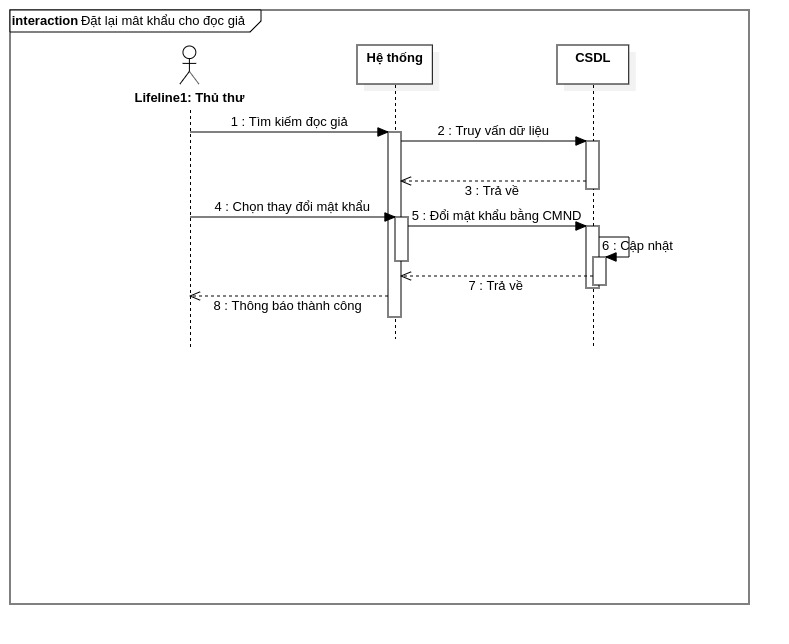 interaction Đặt lại mât khẩu cho đọc giả
Hệ thống
CSDL
Lifeline1: Thủ thư
1 : Tìm kiếm đọc giả
2 : Truy vấn dữ liệu
3 : Trả về
4 : Chọn thay đổi mật khẩu
5 : Đổi mật khẩu bằng CMND
6 : Cập nhật
7 : Trả về
8 : Thông báo thành công